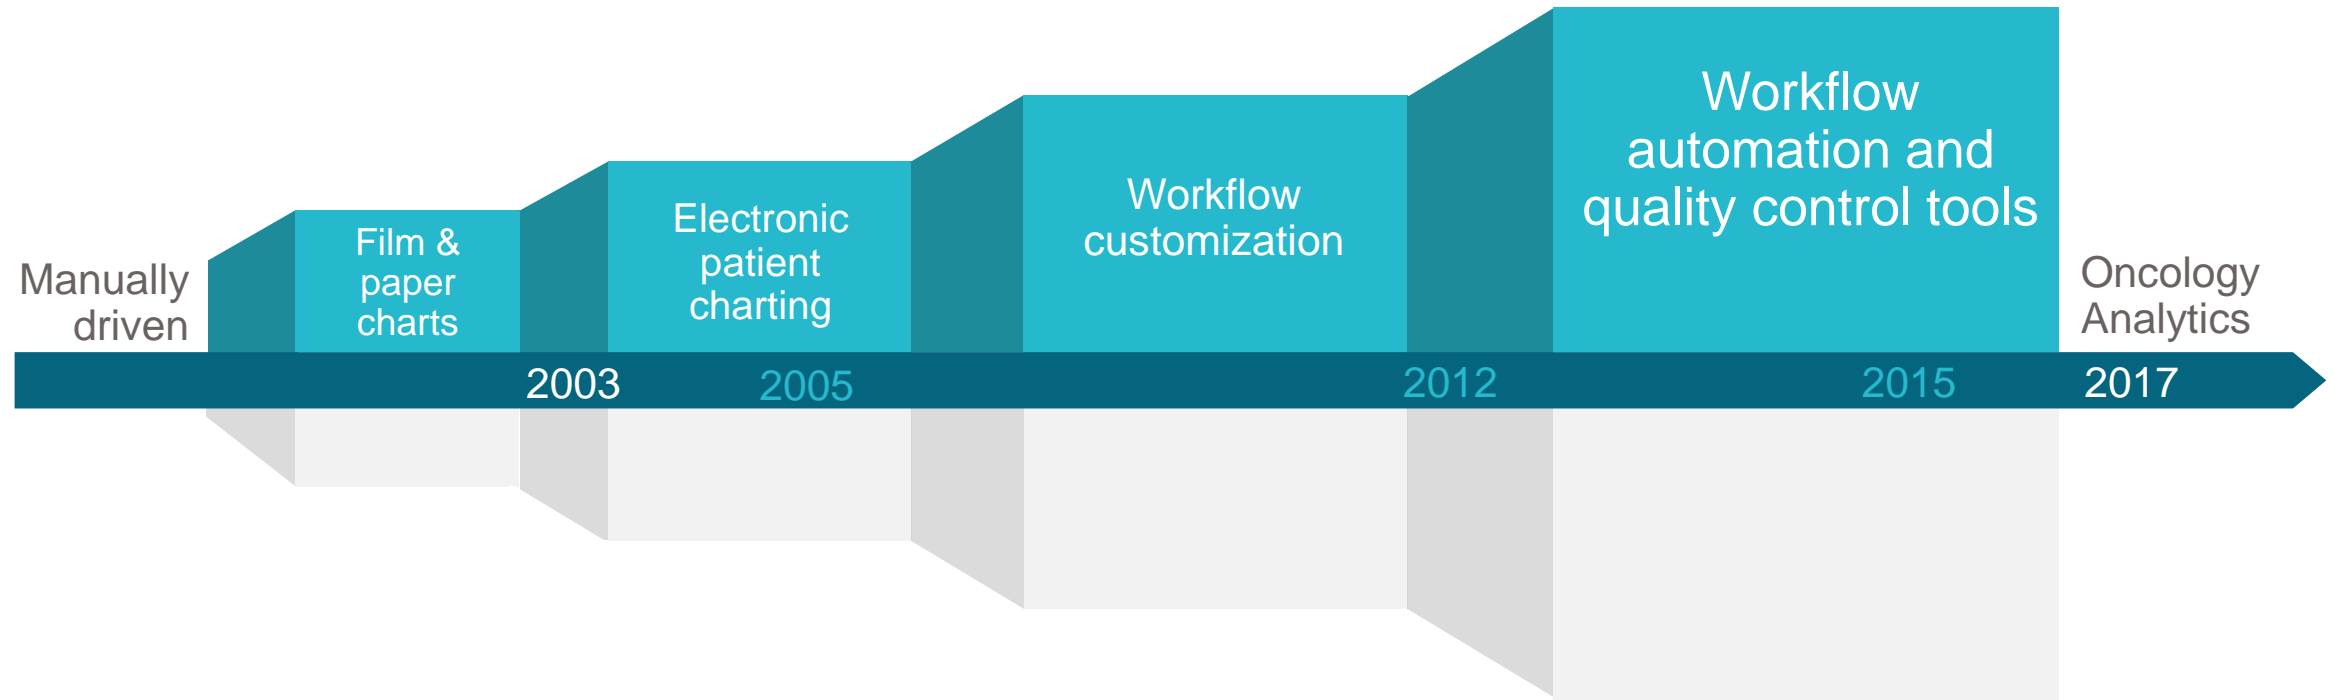 Manually
driven
Film &
paper
charts
Electronic
patient
charting
Workflow
customization
Workflow
automation and
quality control tools
Oncology
Analytics
2003
2005
2012
2015
2017